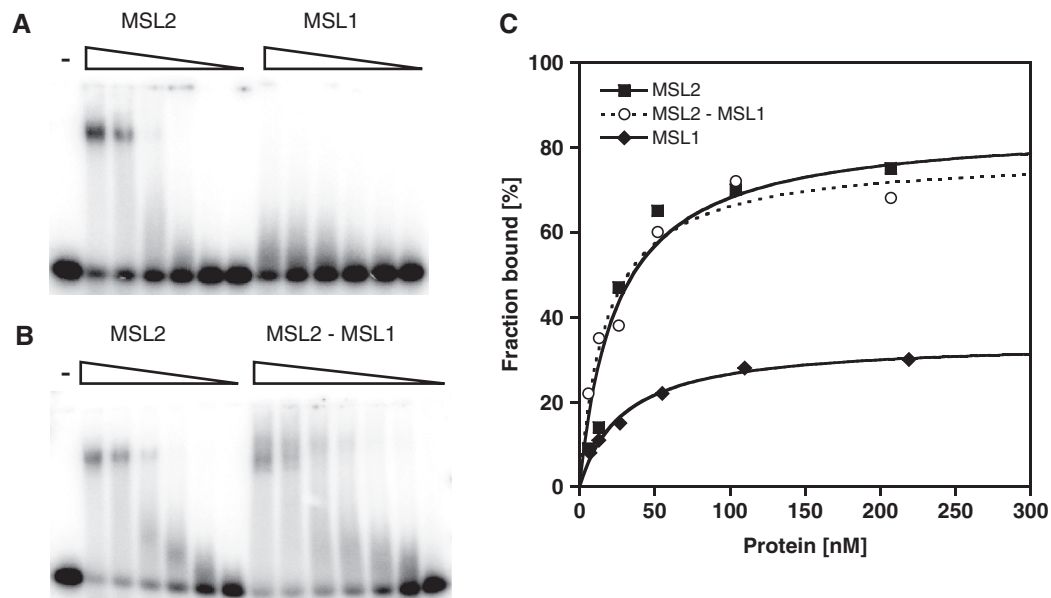 A
MSL2 MSL1
-
B
MSL2 MSL2 - MSL1
-
C
100
80
60
40
20
0
Fraction bound [%]
MSL2
MSL2 - MSL1
MSL1
0 50 100 150 200 250 300
Protein [nM]